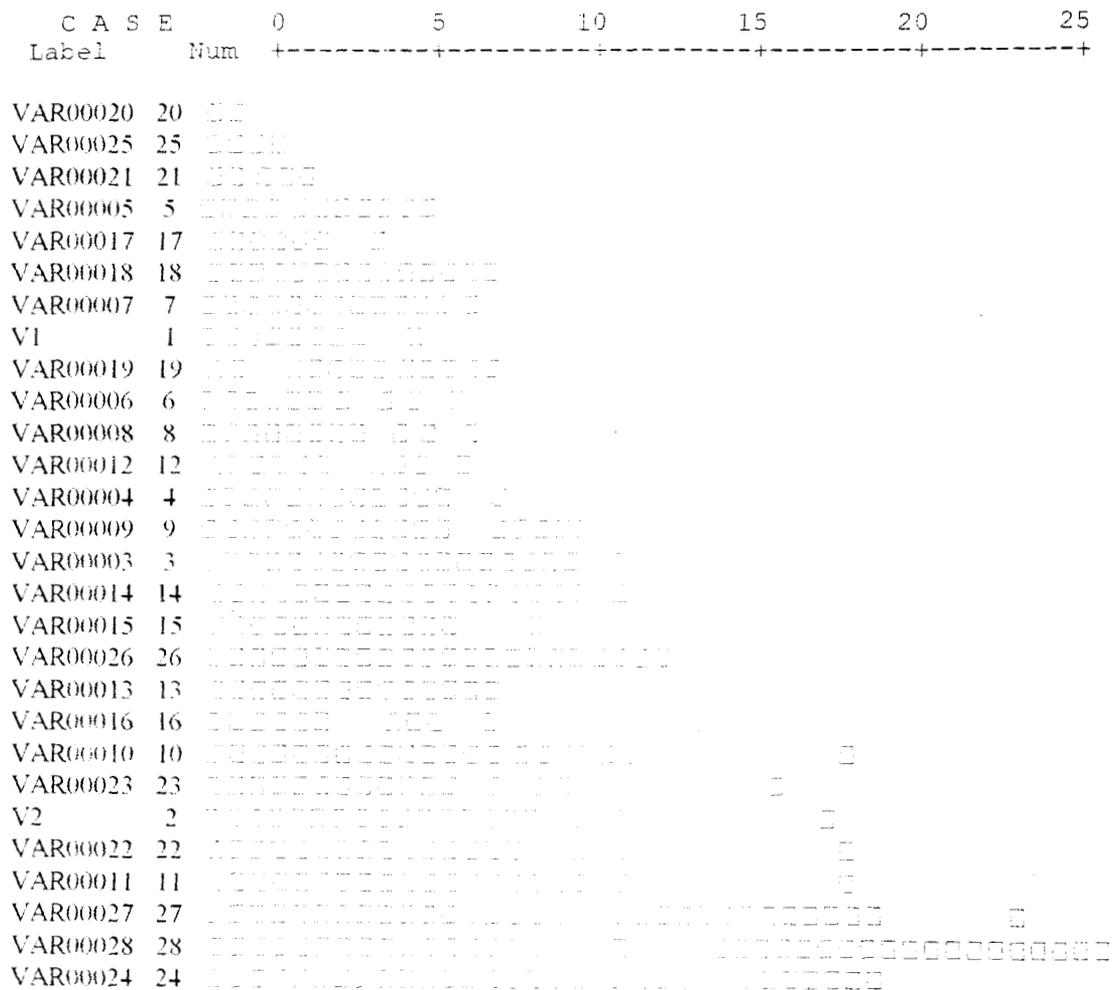 C A S E 0 5 10 15 20 25
Label Num +---------+---------+---------+---------+---------+
VAR00020 20
VAR00025 25
VAR00021 21
VAR00005 5
VAR00017 17
VAR00018 18
VAR00007 7
V1 1
VAR00019 19
VAR00006 6
VAR00008 8
VAR00012 12
VAR00004 4
VAR00009 9
VAR00003 3
VAR00014 14
VAR00015 15
VAR00026 26
VAR00013 13
VAR00016 16
VAR00010 10
VAR00023 23
V2 2
VAR00022 22
VAR00011 11
VAR00027 27
VAR00028 28
VAR00024 24